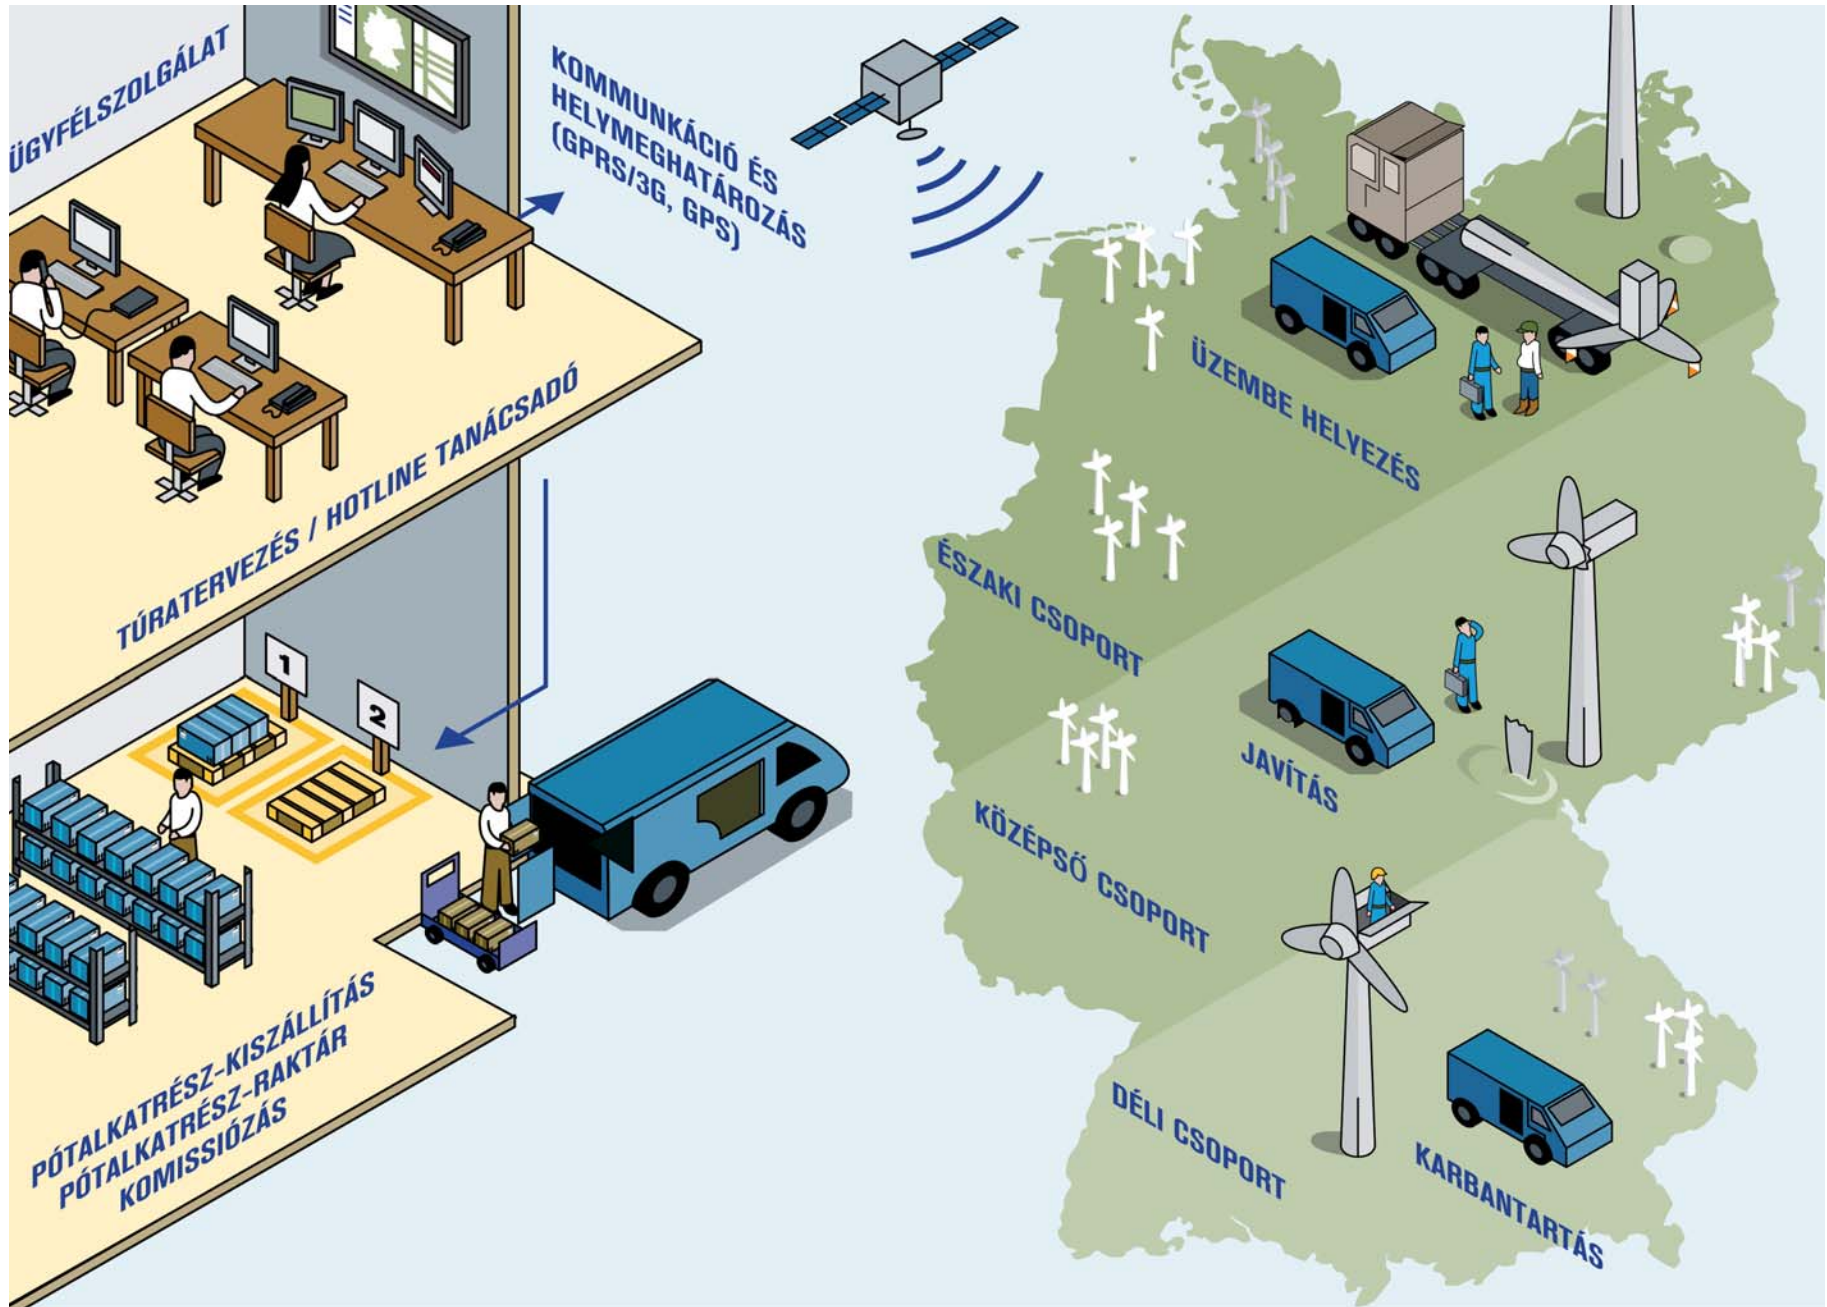 ÜGYFÉLSZOLGÁLAT
KOMMUNKÁCIÓ ÉS
HELYMEGHATÁROZÁS
(GPRS/3G, GPS)
TÚRATERVEZÉS / HOTLINE TANÁCSADÓ
1
2
PÓTALKATRÉSZ-KISZÁLLÍTÁS
PÓTALKATRÉSZ-RAKTÁR
KOMISSIÓZÁS
ÜZEMBE HELYEZÉS
ÉSZAKI CSOPORT
JAVÍTÁS
KÖZÉPSŐ CSOPORT
DÉLI CSOPORT
KARBANTARTÁS